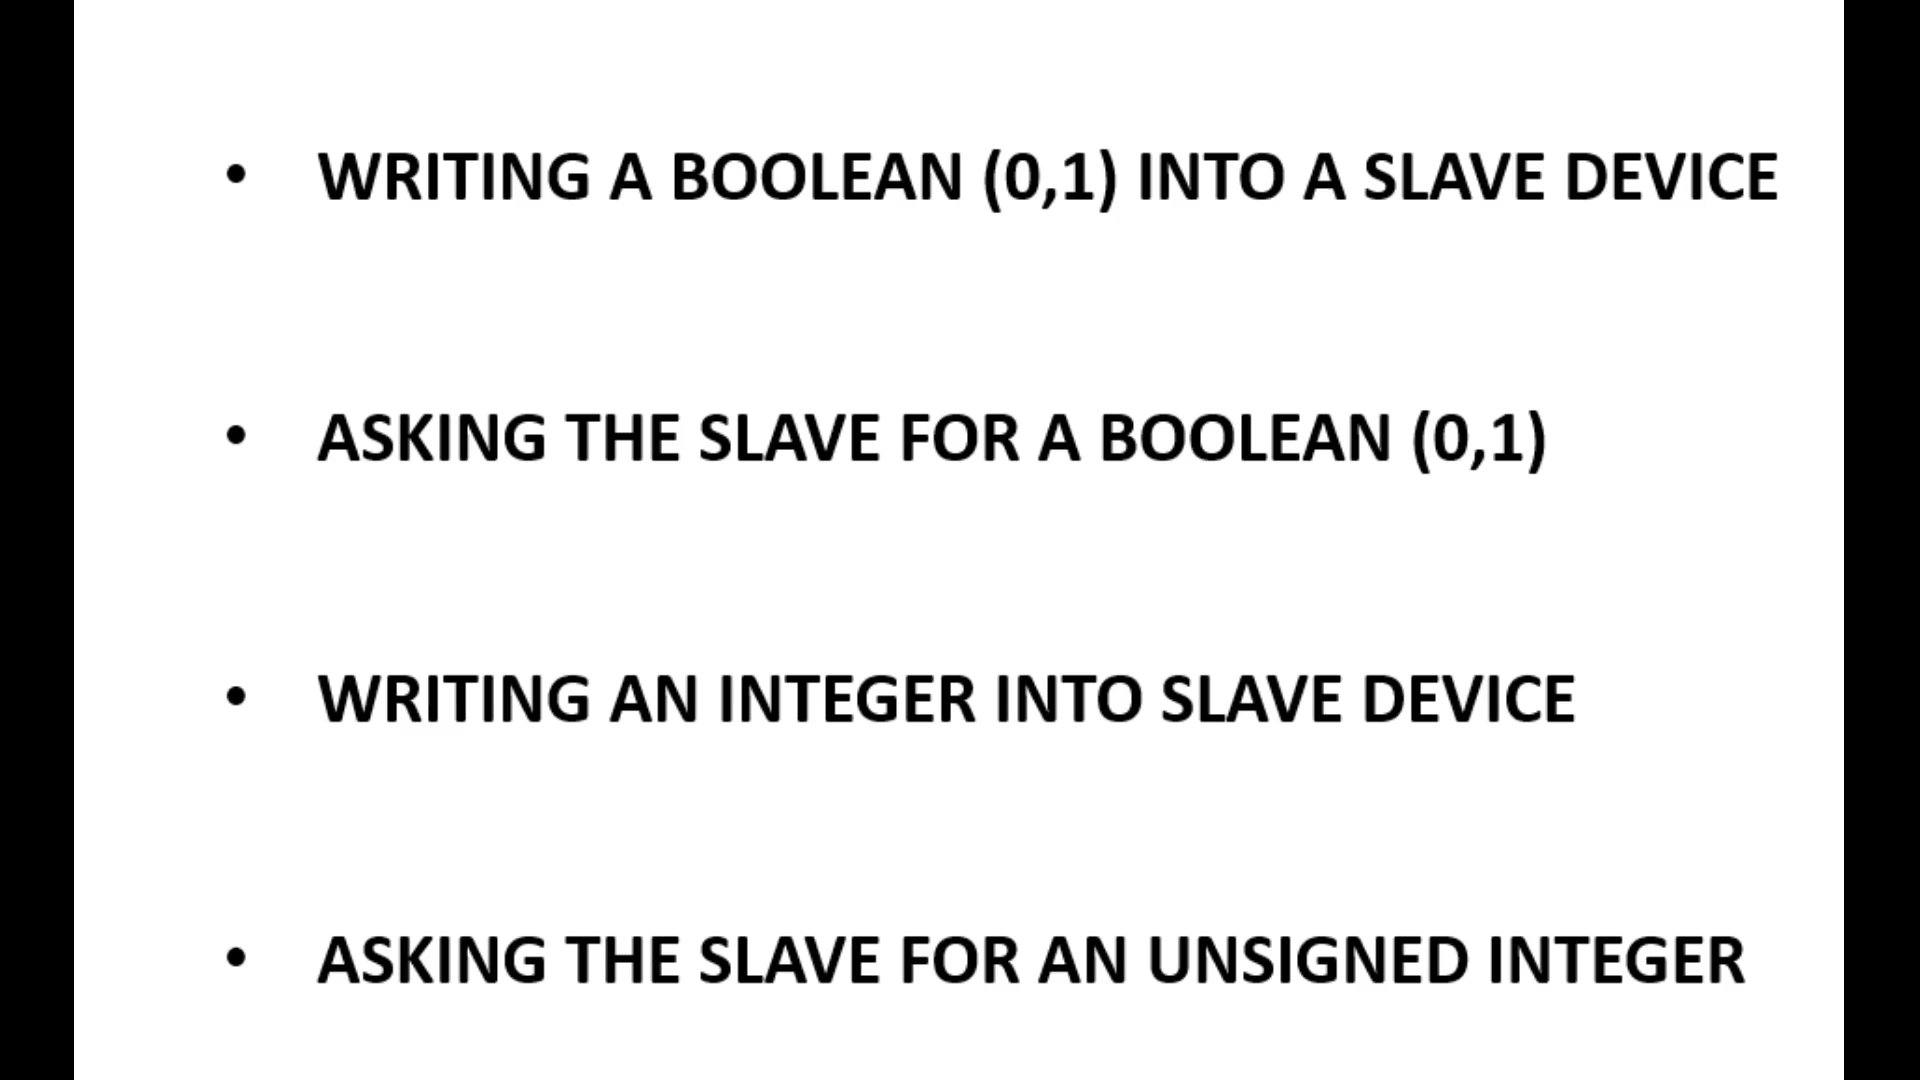 • WRITING A BOOLEAN (0,1) INTO A SLAVE DEVICE
• ASKING THE SLAVE FOR A BOOLEAN (0,1)
• WRITING AN INTEGER INTO SLAVE DEVICE
• ASKING THE SLAVE FOR AN UNSIGNED INTEGER